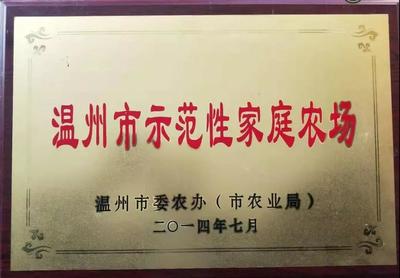 温州市示范性家庭农场
温州市委农办（市农业局）
二〇一四年七月